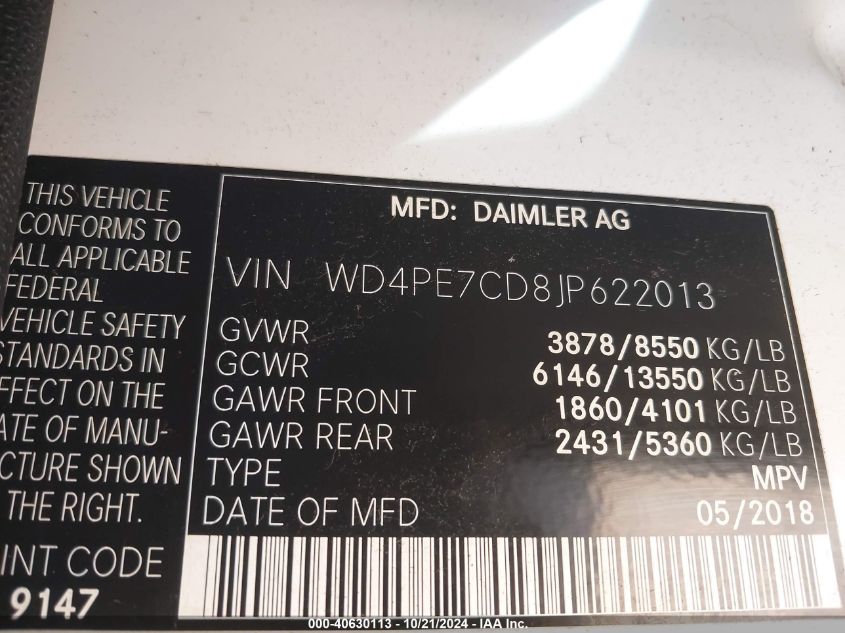 THIS VEHICLE
CONFORMS TO
ALL APPLICABLE
FEDERAL
VEHICLE SAFETY
STANDARDS IN
EFFECT ON THE
ATE OF MANU-
CTURE SHOWN
THE RIGHT.
INT CODE
9147
MFD: DAIMLER AG
VIN WD4PE7CD8JP622013
GVWR 3878/8550 KG/LB
GCWR 6146/13550 KG/LB
GAWR FRONT 1860/4101 KG/LB
GAWR REAR 2431/5360 KG/LB
TYPE MPV
DATE OF MFD 05/2018
000-40630113 - 10/21/2024 - IAA Inc.